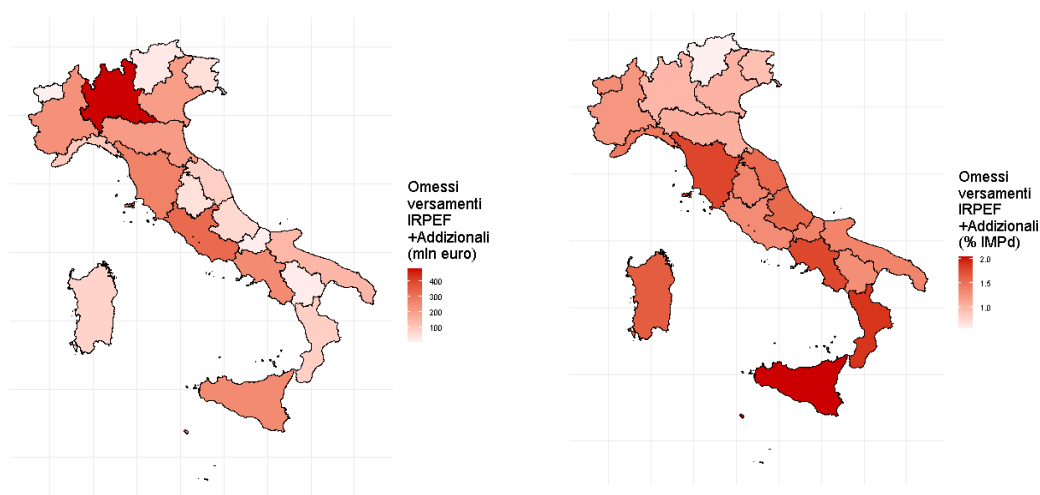 Omessi
versamenti
IRPEF
+Addizionali
(mln euro)
400
300
200
100
Omessi
versamenti
IRPEF
+Addizionali
(% IMPd)
2.0
1.5
1.0